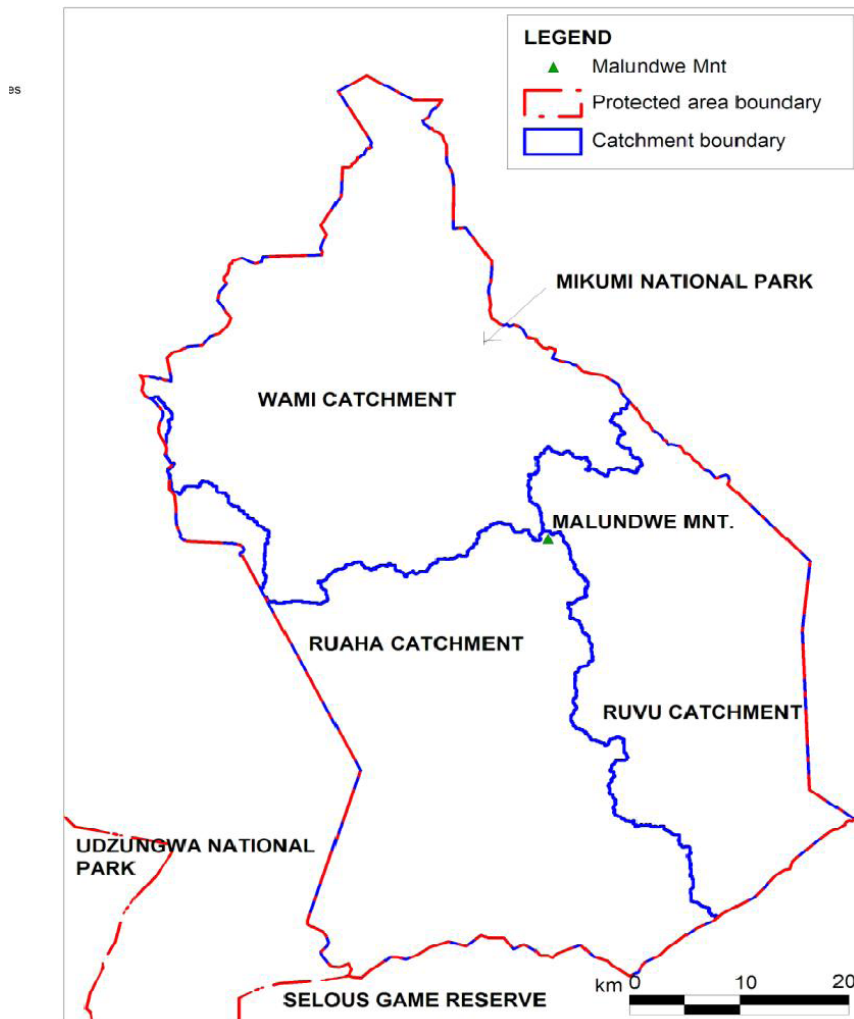 LEGEND
Malundwe Mnt
Protected area boundary
Catchment boundary
es
MIKUMI NATIONAL PARK
WAMI CATCHMENT
MALUNDWE MNT.
RUAHA CATCHMENT
RUVU CATCHMENT
UDZUNGWA NATIONAL
PARK
SELOUS GAME RESERVE
km 0 10 20